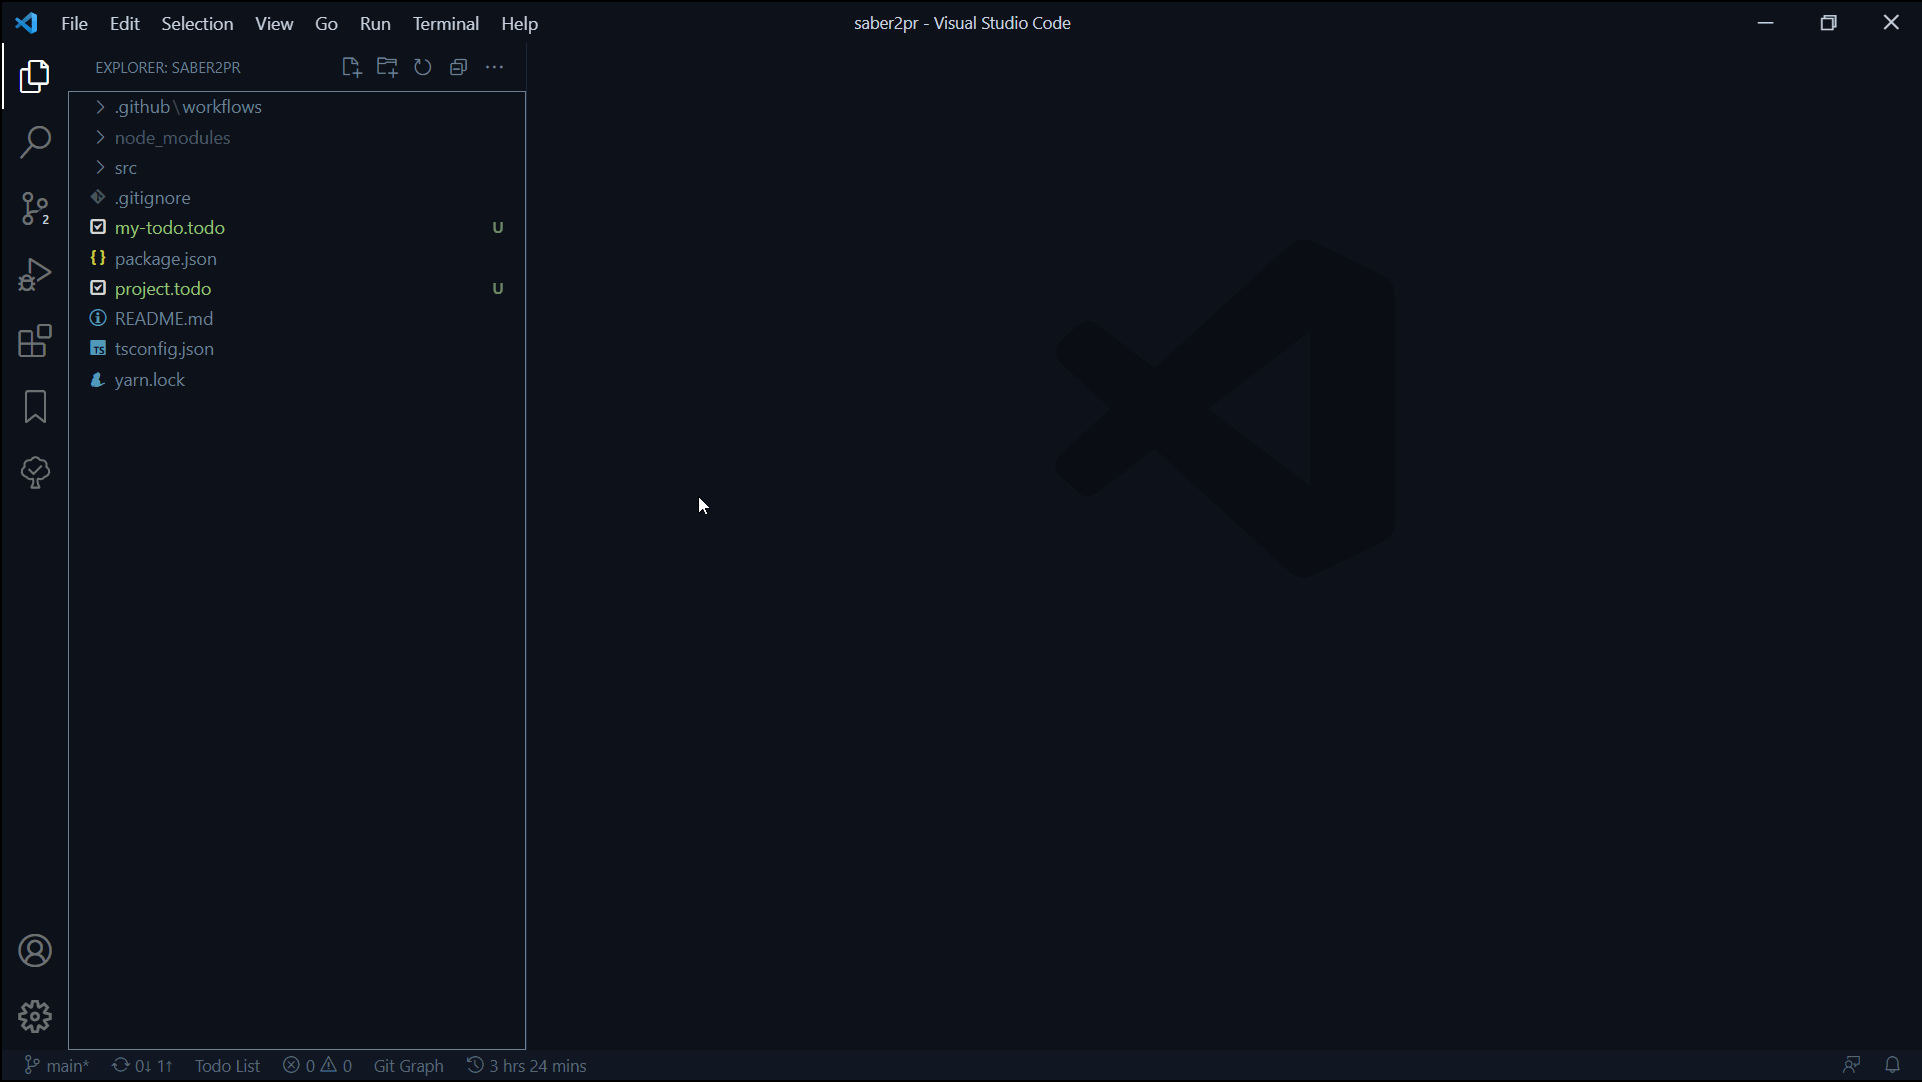 File Edit Selection View Go Run Terminal Help
saber2pr - Visual Studio Code
EXPLORER: SABER2PR
.github\workflows
node_modules
src
.gitignore
my-todo.todo U
{} package.json
project.todo U
README.md
TS tsconfig.json
yarn.lock
2
main* 0↓ 1↑ Todo List 0 0 Git Graph 3 hrs 24 mins